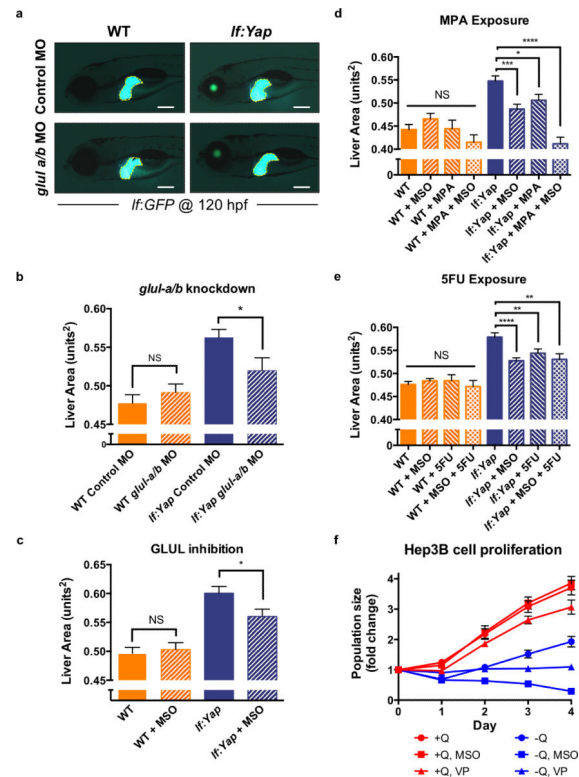 a
WT
lf:Yap
Control MO
glul a/b MO
lf:GFP @ 120 hpf
b
glul-a/b knockdown
Liver Area (units²)
0.60
0.55
0.50
0.45
0
NS
*
WT Control MO
WT glul-a/b MO
lf:Yap Control MO
lf:Yap glul-a/b MO
c
GLUL inhibition
Liver Area (units²)
0.65
0.60
0.55
0.50
0.45
0
NS
*
WT
WT + MSO
lf:Yap
lf:Yap + MSO
d
MPA Exposure
Liver Area (units²)
0.60
0.55
0.50
0.45
0.40
0
NS
****
*
***
WT
WT + MSO
WT + MPA
WT + MPA + MSO
lf:Yap
lf:Yap + MSO
lf:Yap + MPA
lf:Yap + MPA + MSO
e
5FU Exposure
Liver Area (units²)
0.60
0.55
0.50
0.45
0.40
0
NS
**
**
****
WT
WT + MSO
WT + 5FU
WT + MSO + 5FU
lf:Yap
lf:Yap + MSO
lf:Yap + 5FU
lf:Yap + MSO + 5FU
f
Hep3B cell proliferation
Population size
(fold change)
4
3
2
1
0
0 1 2 3 4
Day
+Q
+Q, MSO
+Q, VP
-Q
-Q, MSO
-Q, VP